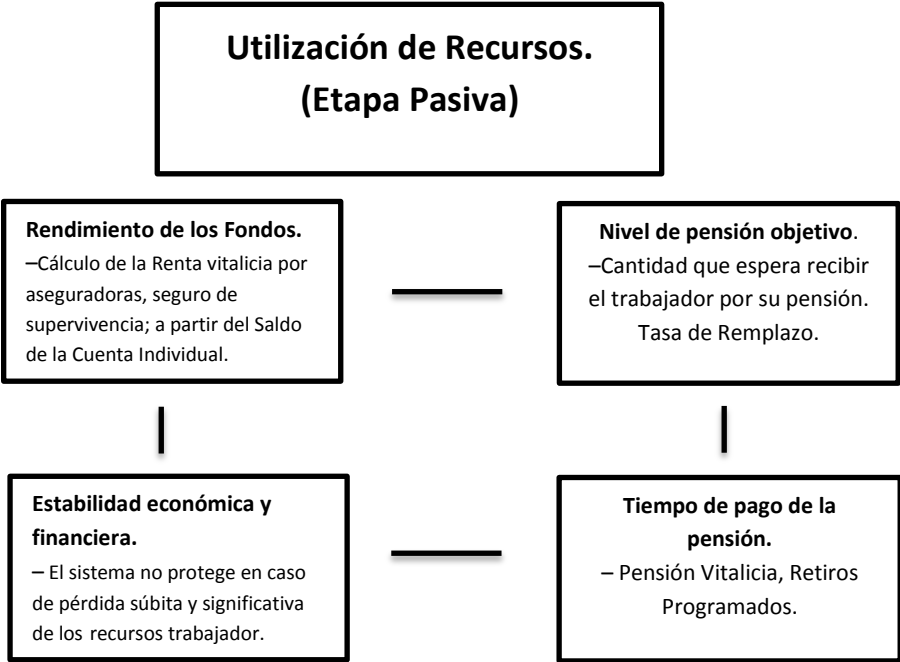 Utilización de Recursos.
(Etapa Pasiva)
Rendimiento de los Fondos.
–Cálculo de la Renta vitalicia por
aseguradoras, seguro de
supervivencia; a partir del Saldo
de la Cuenta Individual.
Nivel de pensión objetivo.
–Cantidad que espera recibir
el trabajador por su pensión.
Tasa de Remplazo.
Estabilidad económica y
financiera.
– El sistema no protege en caso
de pérdida súbita y significativa
de los recursos trabajador.
Tiempo de pago de la
pensión.
– Pensión Vitalicia, Retiros
Programados.